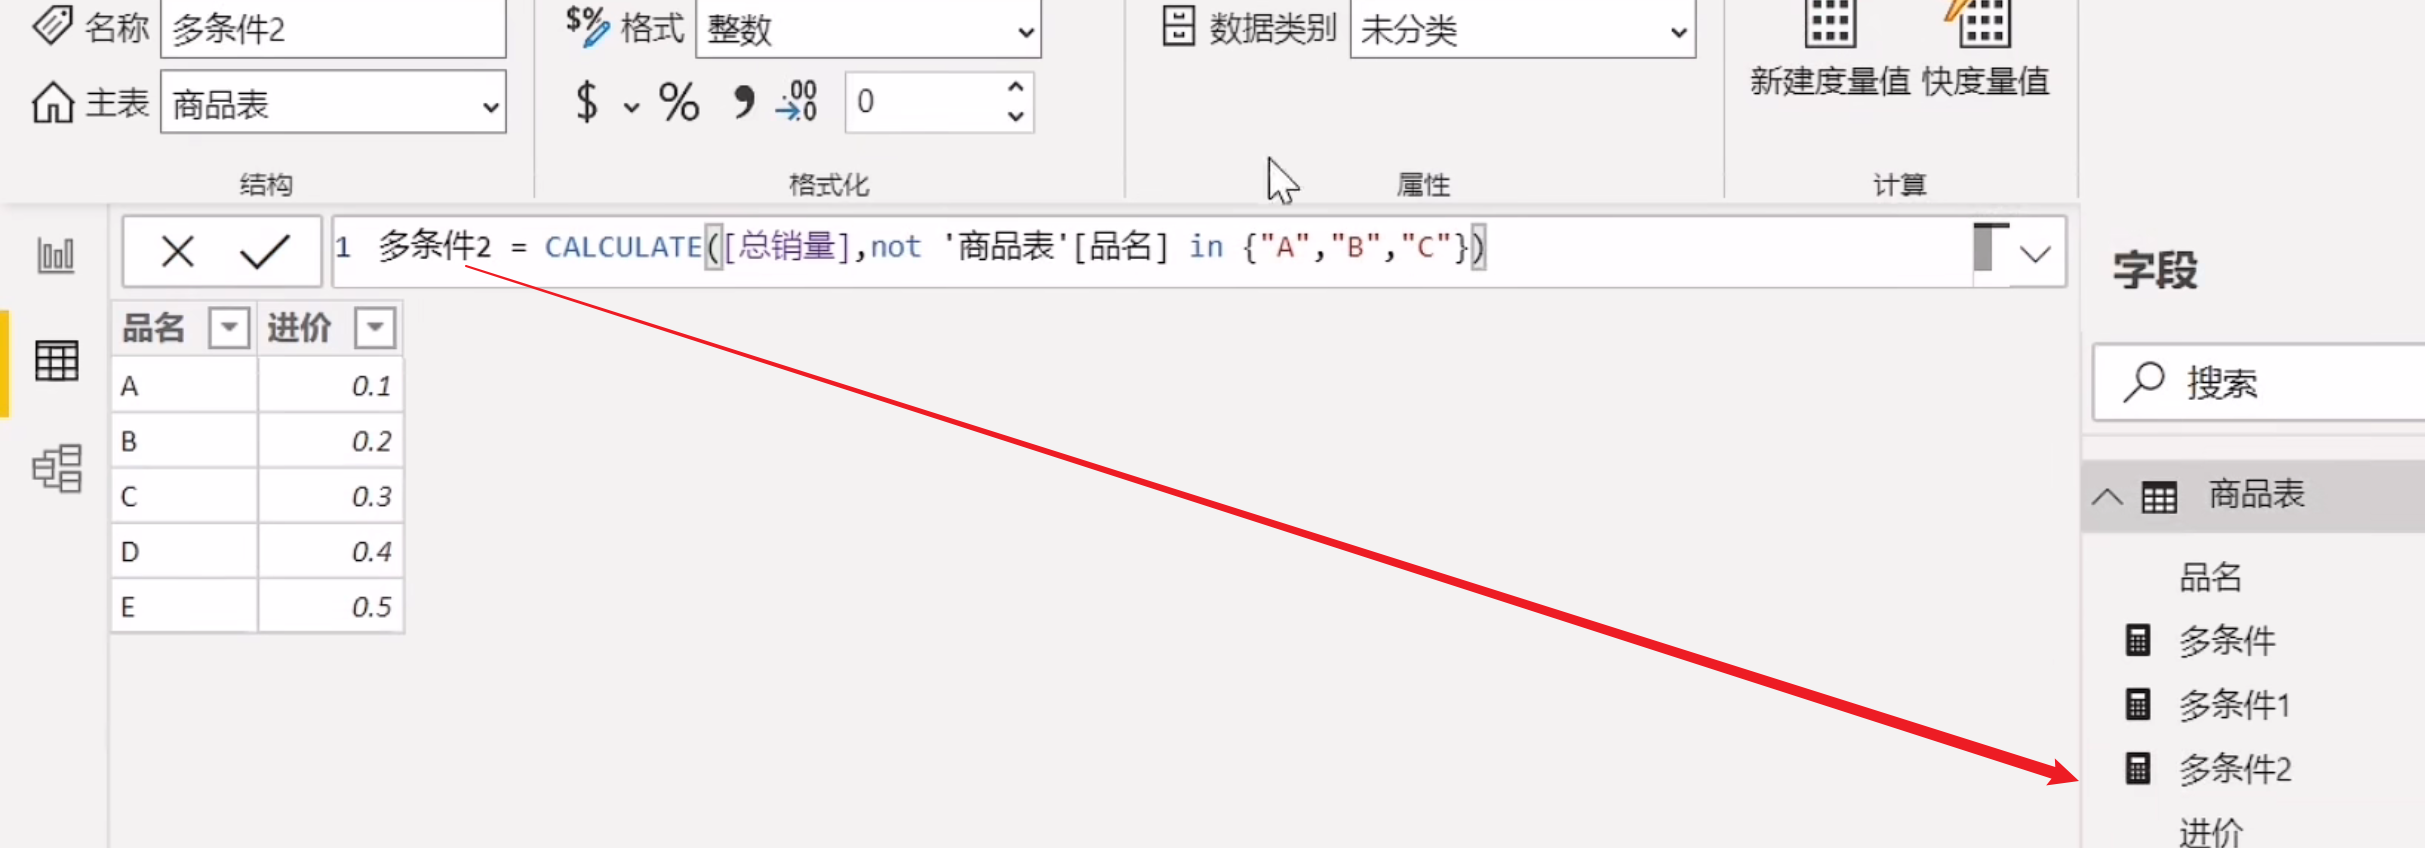 名称 多条件2 $% 格式 整数 数据类别 未分类
主表 商品表 $ % , .00 .0 0 新建度量值 快度量值
结构 格式化 属性 计算
1 多条件2 = CALCULATE([总销量],not '商品表'[品名] in {"A","B","C"})
品名 进价
A 0.1
B 0.2
C 0.3
D 0.4
E 0.5
字段
搜索
商品表
品名
多条件
多条件1
多条件2
进价